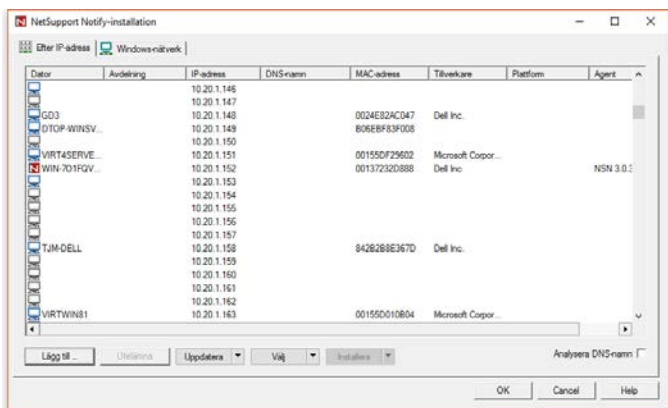 NetSupport Notify-installation
Efter IP-adress Windows-nätverk
Dator Avdelning IP-adress DNS-namn MAC-adress Tillverkare Plattform Agent
10.20.1.146
10.20.1.147
GD3 10.20.1.148 0024E82AC047 Dell Inc.
DTOP-WINSV... 10.20.1.149 B06EBF83F008
10.20.1.150
VIRT4SERVE... 10.20.1.151 00155DF29602 Microsoft Corpor...
WIN-7O1FQV... 10.20.1.152 00137232D888 Dell Inc NSN 3.0.3
10.20.1.153
10.20.1.154
10.20.1.155
10.20.1.156
10.20.1.157
TJM-DELL 10.20.1.158 842B2B8E367D Dell Inc.
10.20.1.159
10.20.1.160
10.20.1.161
10.20.1.162
VIRTWIN81 10.20.1.163 00155D010B04 Microsoft Corpor...
Lägg till ... Utelämna Uppdatera Välj Installera Analysera DNS-namn
OK Cancel Help